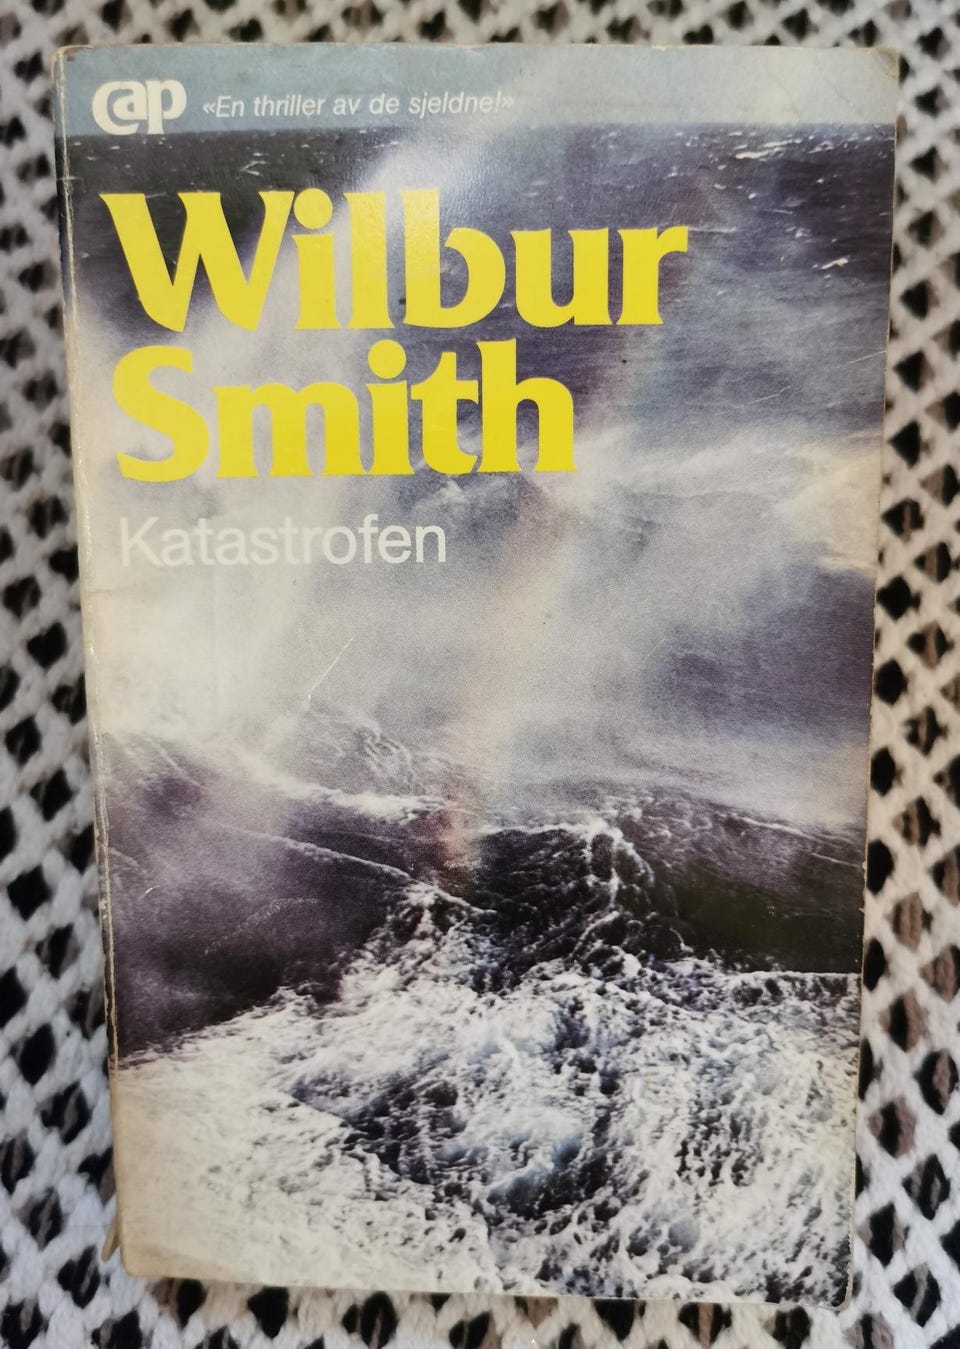 cap «En thriller av de sjeldne!»
Wilbur
Smith
Katastrofen